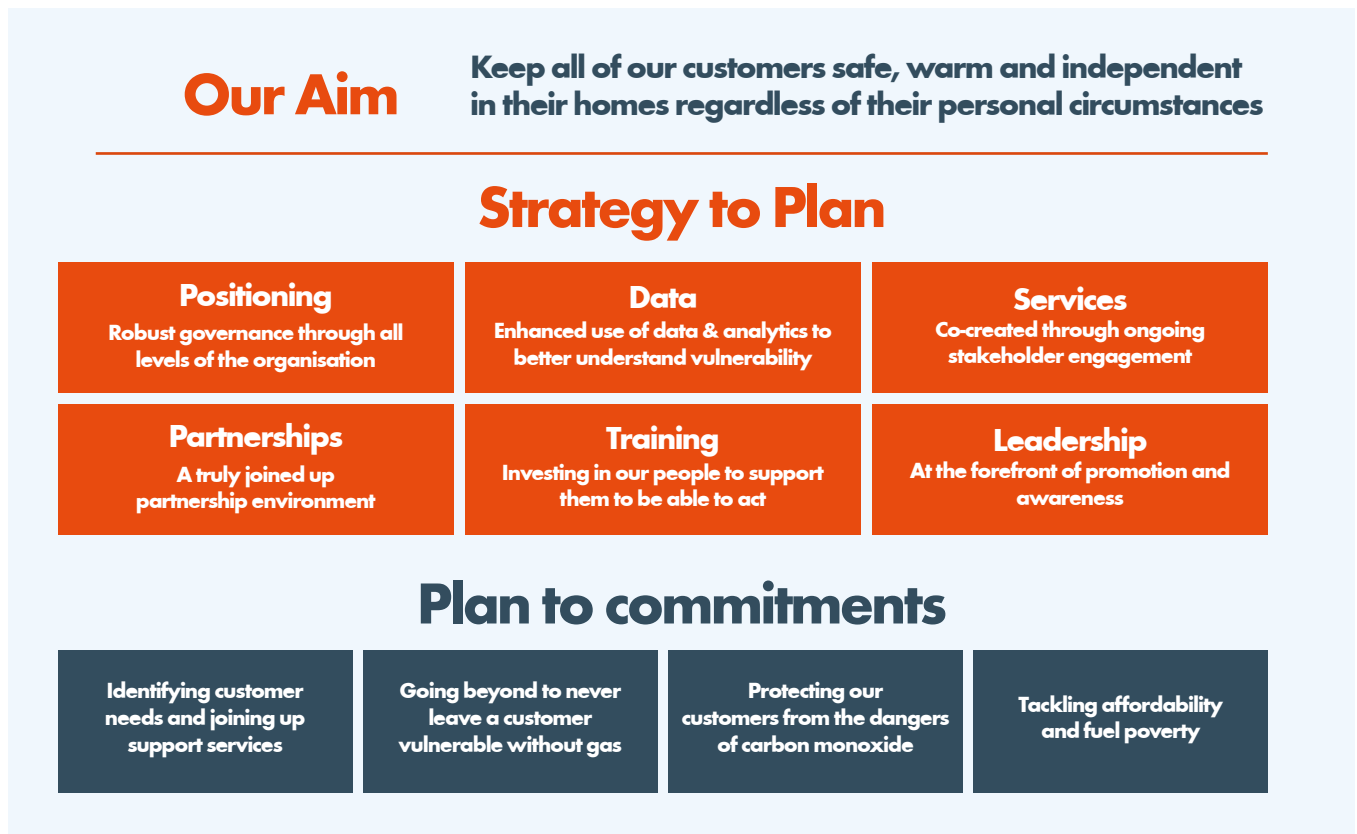 Our Aim
Keep all of our customers safe, warm and independent
in their homes regardless of their personal circumstances
Strategy to Plan
Positioning
Robust governance through all
levels of the organisation
Data
Enhanced use of data & analytics to
better understand vulnerability
Services
Co-created through ongoing
stakeholder engagement
Partnerships
A truly joined up
partnership environment
Training
Investing in our people to support
them to be able to act
Leadership
At the forefront of promotion and
awareness
Plan to commitments
Identifying customer
needs and joining up
support services
Going beyond to never
leave a customer
vulnerable without gas
Protecting our
customers from the dangers
of carbon monoxide
Tackling affordability
and fuel poverty